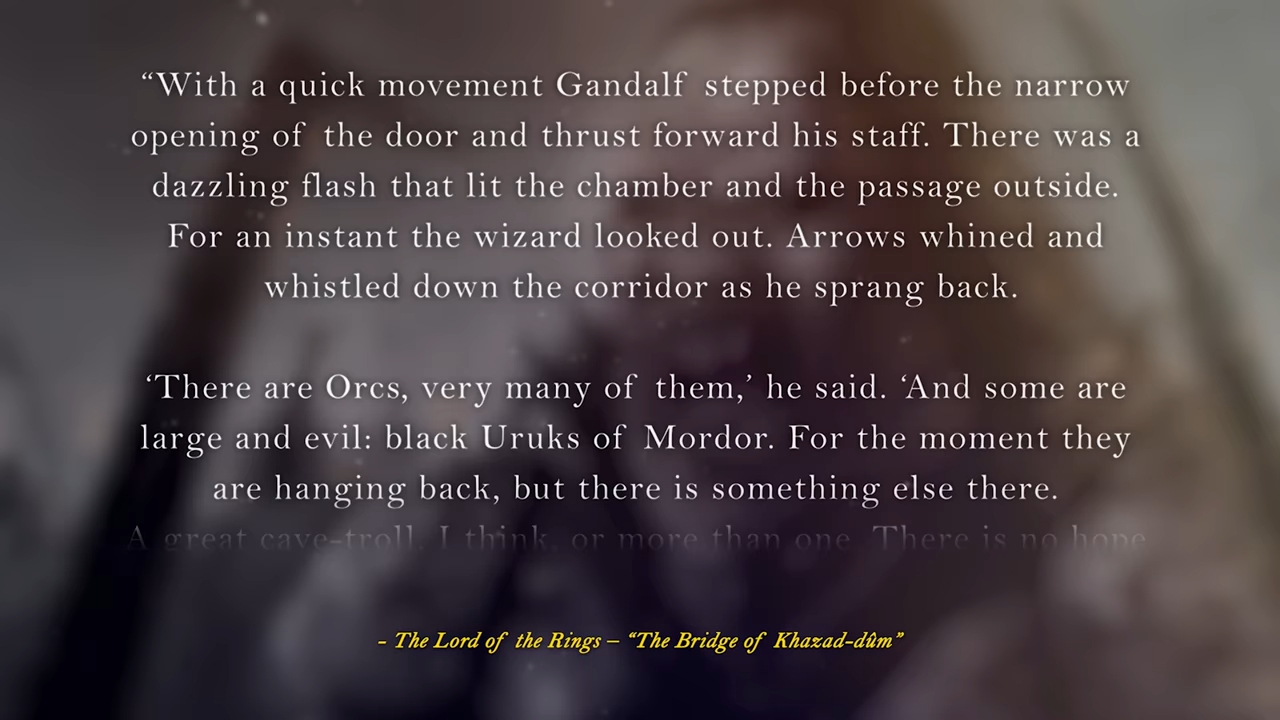 “With a quick movement Gandalf stepped before the narrow
opening of the door and thrust forward his staff. There was a
dazzling flash that lit the chamber and the passage outside.
For an instant the wizard looked out. Arrows whined and
whistled down the corridor as he sprang back.
‘There are Orcs, very many of them,’ he said. ‘And some are
large and evil: black Uruks of Mordor. For the moment they
are hanging back, but there is something else there.
A great cave-troll, I think, or more than one. There is no hope
- The Lord of the Rings – “The Bridge of Khazad-dûm”